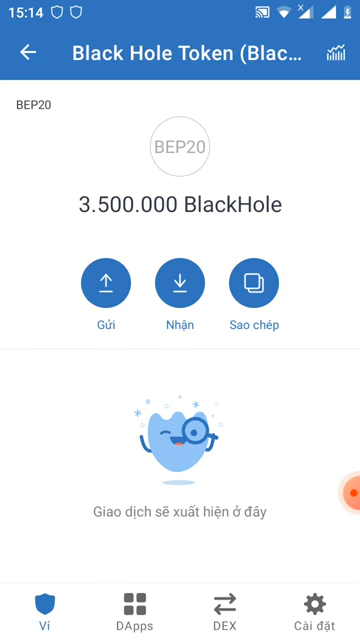 15:14
Black Hole Token (Blac...
BEP20
BEP20
3.500.000 BlackHole
Gửi
Nhận
Sao chép
Giao dịch sẽ xuất hiện ở đây
Ví
DApps
DEX
Cài đặt